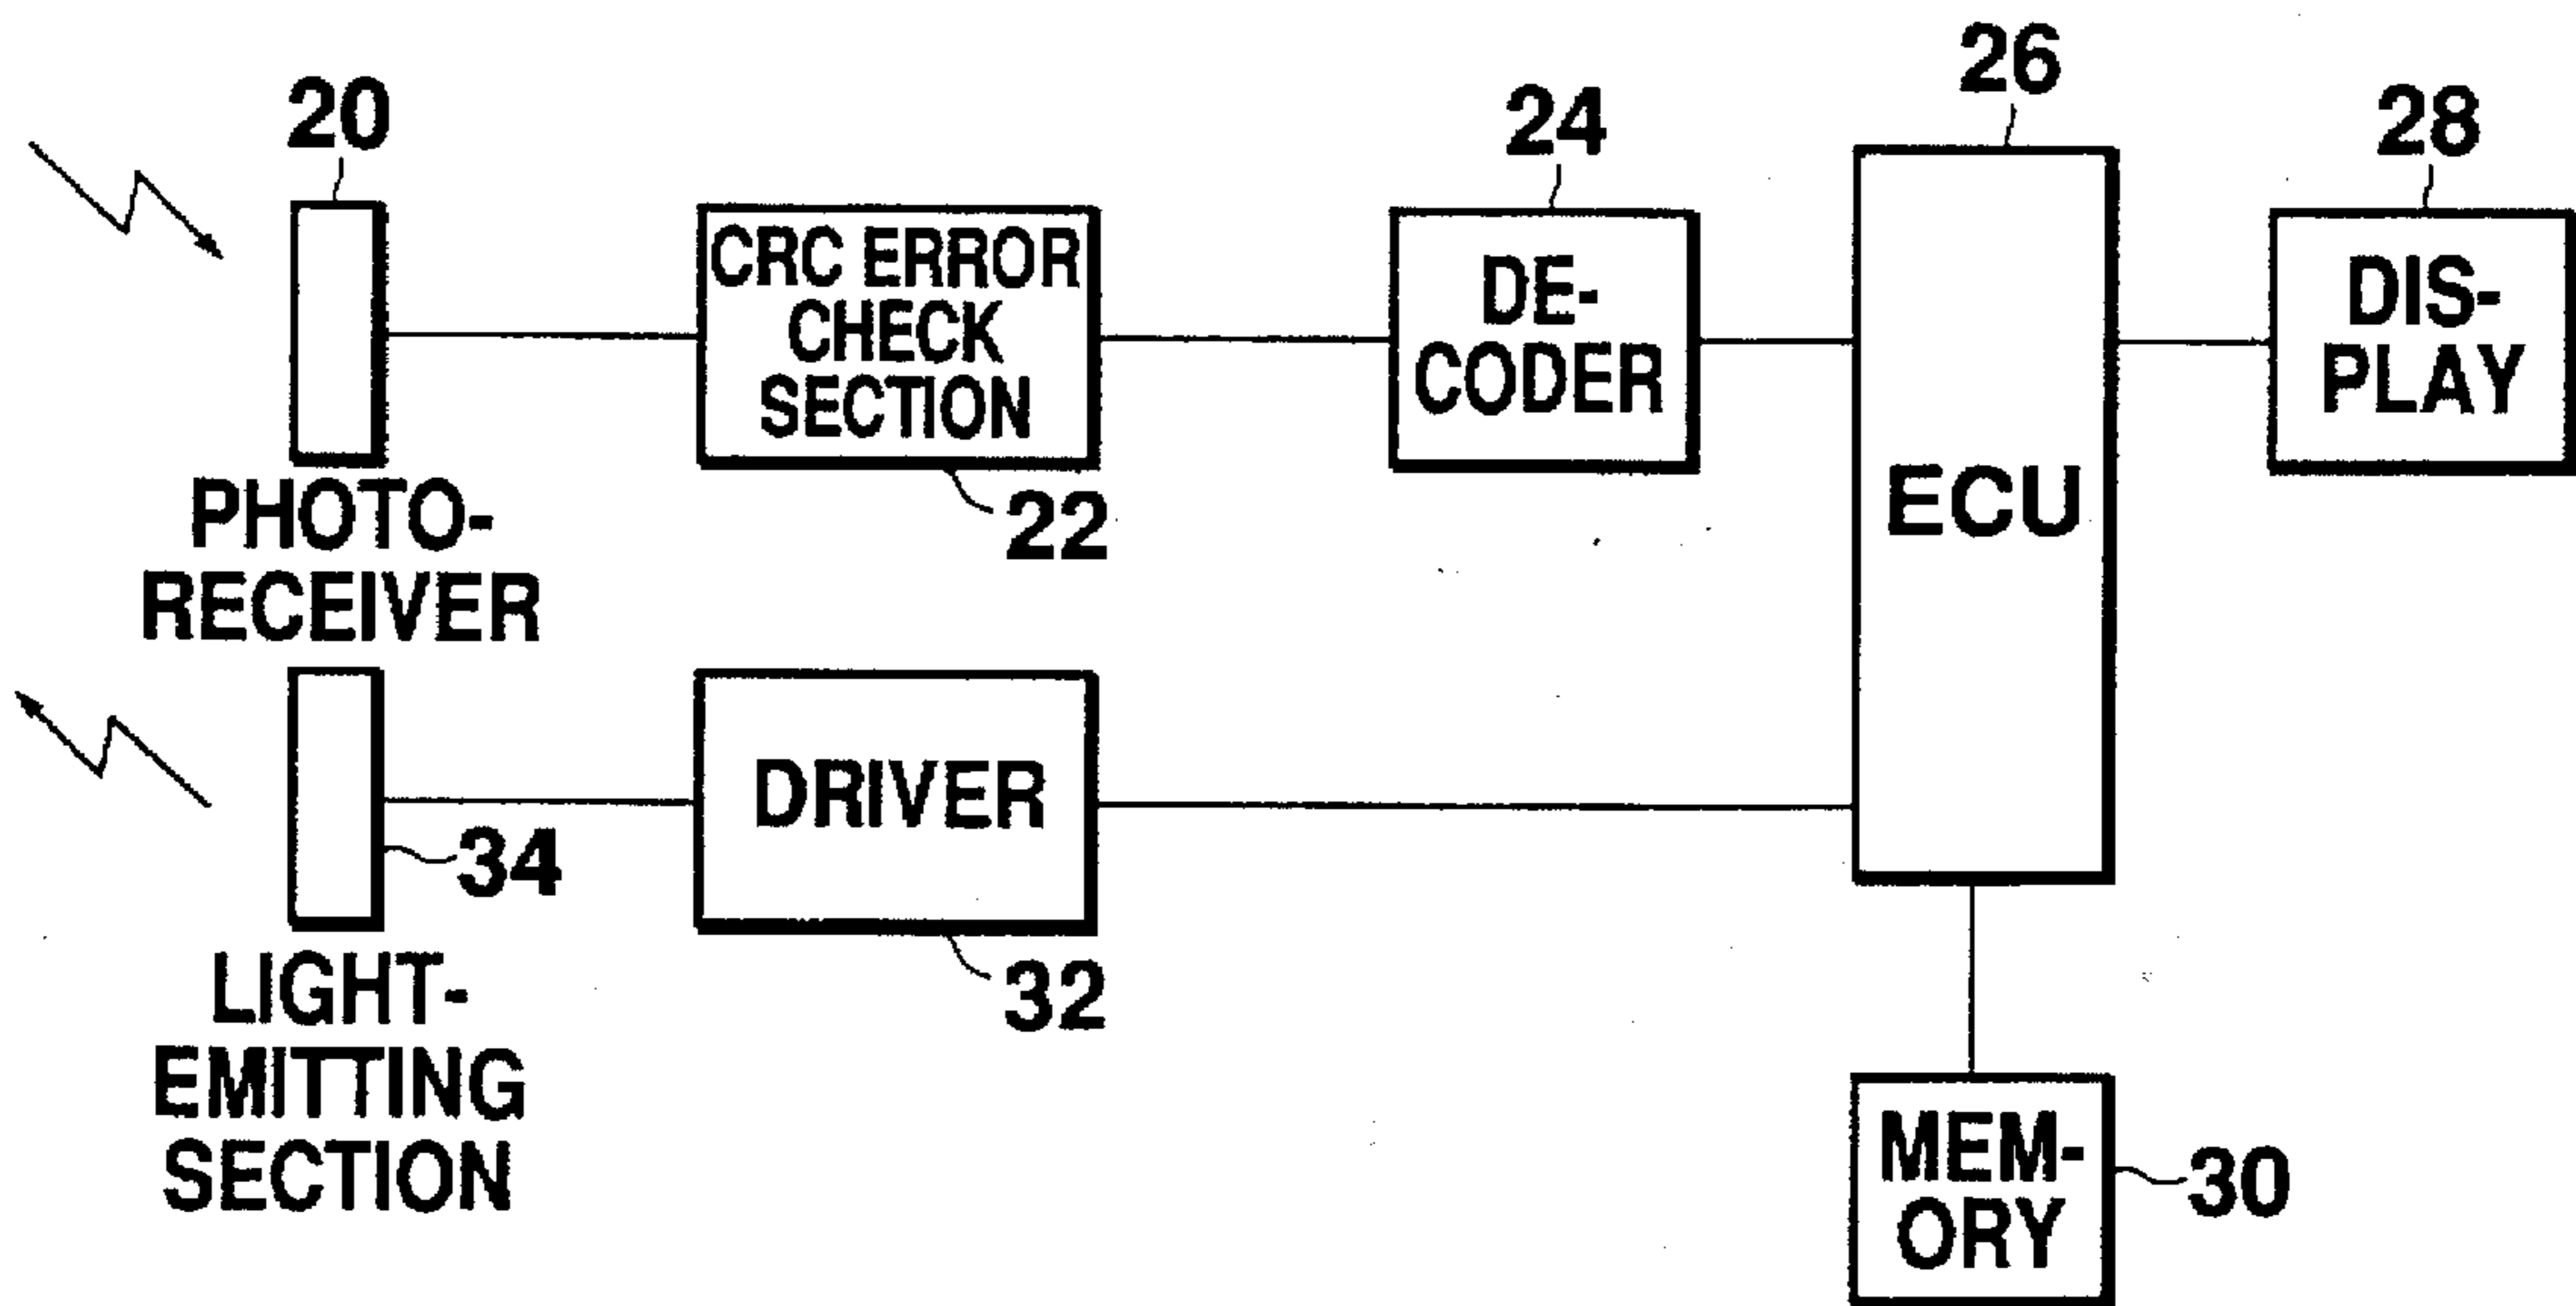 20
PHOTO-
RECEIVER
CRC ERROR
CHECK
SECTION
22
24
DE-
CODER
26
ECU
28
DIS-
PLAY
34
LIGHT-
EMITTING
SECTION
DRIVER
32
MEM-
ORY
30